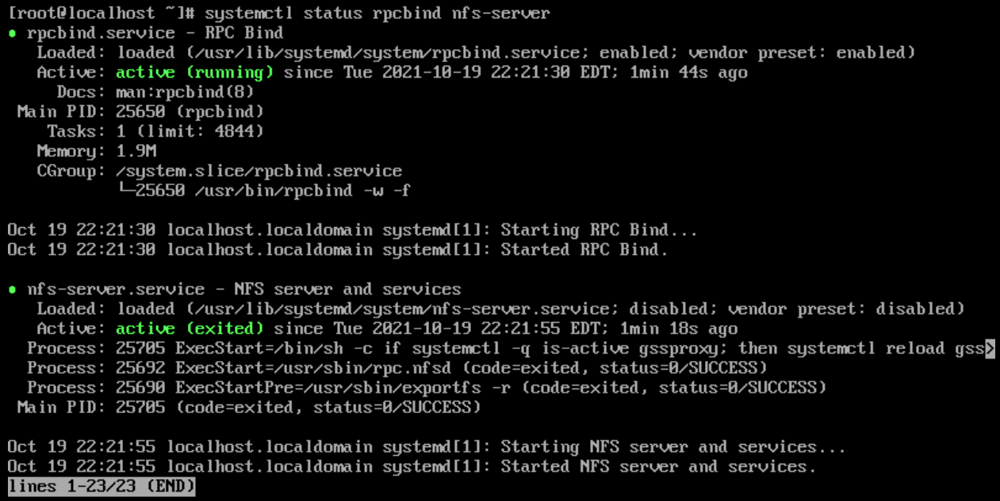 [root@localhost ~]# systemctl status rpcbind nfs-server
● rpcbind.service - RPC Bind
   Loaded: loaded (/usr/lib/systemd/system/rpcbind.service; enabled; vendor preset: enabled)
   Active: active (running) since Tue 2021-10-19 22:21:30 EDT; 1min 44s ago
     Docs: man:rpcbind(8)
 Main PID: 25650 (rpcbind)
    Tasks: 1 (limit: 4844)
   Memory: 1.9M
   CGroup: /system.slice/rpcbind.service
           └─25650 /usr/bin/rpcbind -w -f

Oct 19 22:21:30 localhost.localdomain systemd[1]: Starting RPC Bind...
Oct 19 22:21:30 localhost.localdomain systemd[1]: Started RPC Bind.

● nfs-server.service - NFS server and services
   Loaded: loaded (/usr/lib/systemd/system/nfs-server.service; disabled; vendor preset: disabled)
   Active: active (exited) since Tue 2021-10-19 22:21:55 EDT; 1min 18s ago
  Process: 25705 ExecStart=/bin/sh -c if systemctl -q is-active gssproxy; then systemctl reload gss>
  Process: 25692 ExecStart=/usr/sbin/rpc.nfsd (code=exited, status=0/SUCCESS)
  Process: 25690 ExecStartPre=/usr/sbin/exportfs -r (code=exited, status=0/SUCCESS)
 Main PID: 25705 (code=exited, status=0/SUCCESS)

Oct 19 22:21:55 localhost.localdomain systemd[1]: Starting NFS server and services...
Oct 19 22:21:55 localhost.localdomain systemd[1]: Started NFS server and services.
lines 1-23/23 (END)